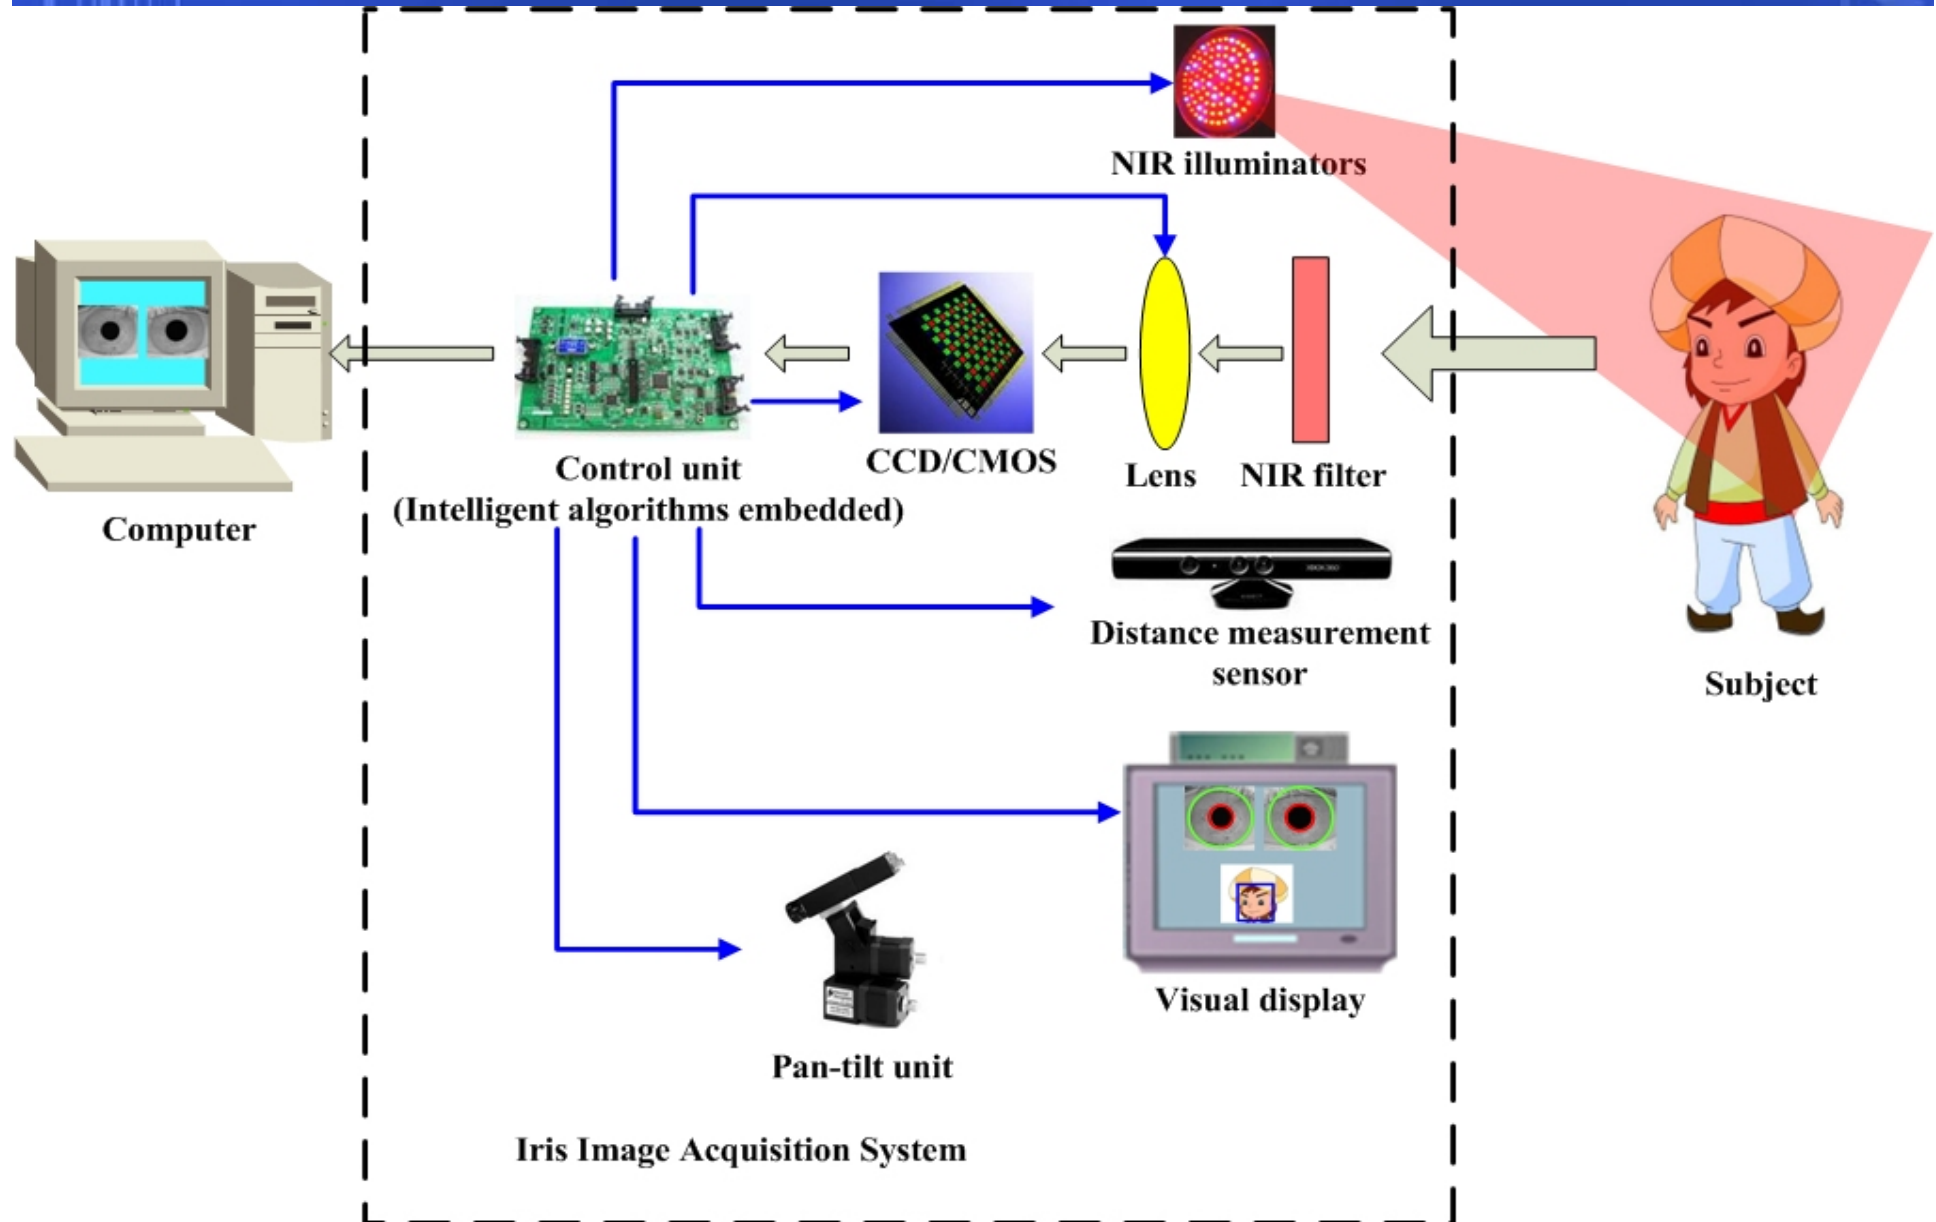 NIR illuminators
Control unit
(Intelligent algorithms embedded)
CCD/CMOS
Lens
NIR filter
Computer
Distance measurement
sensor
XBOX360
Subject
Visual display
Pan-tilt unit
Iris Image Acquisition System